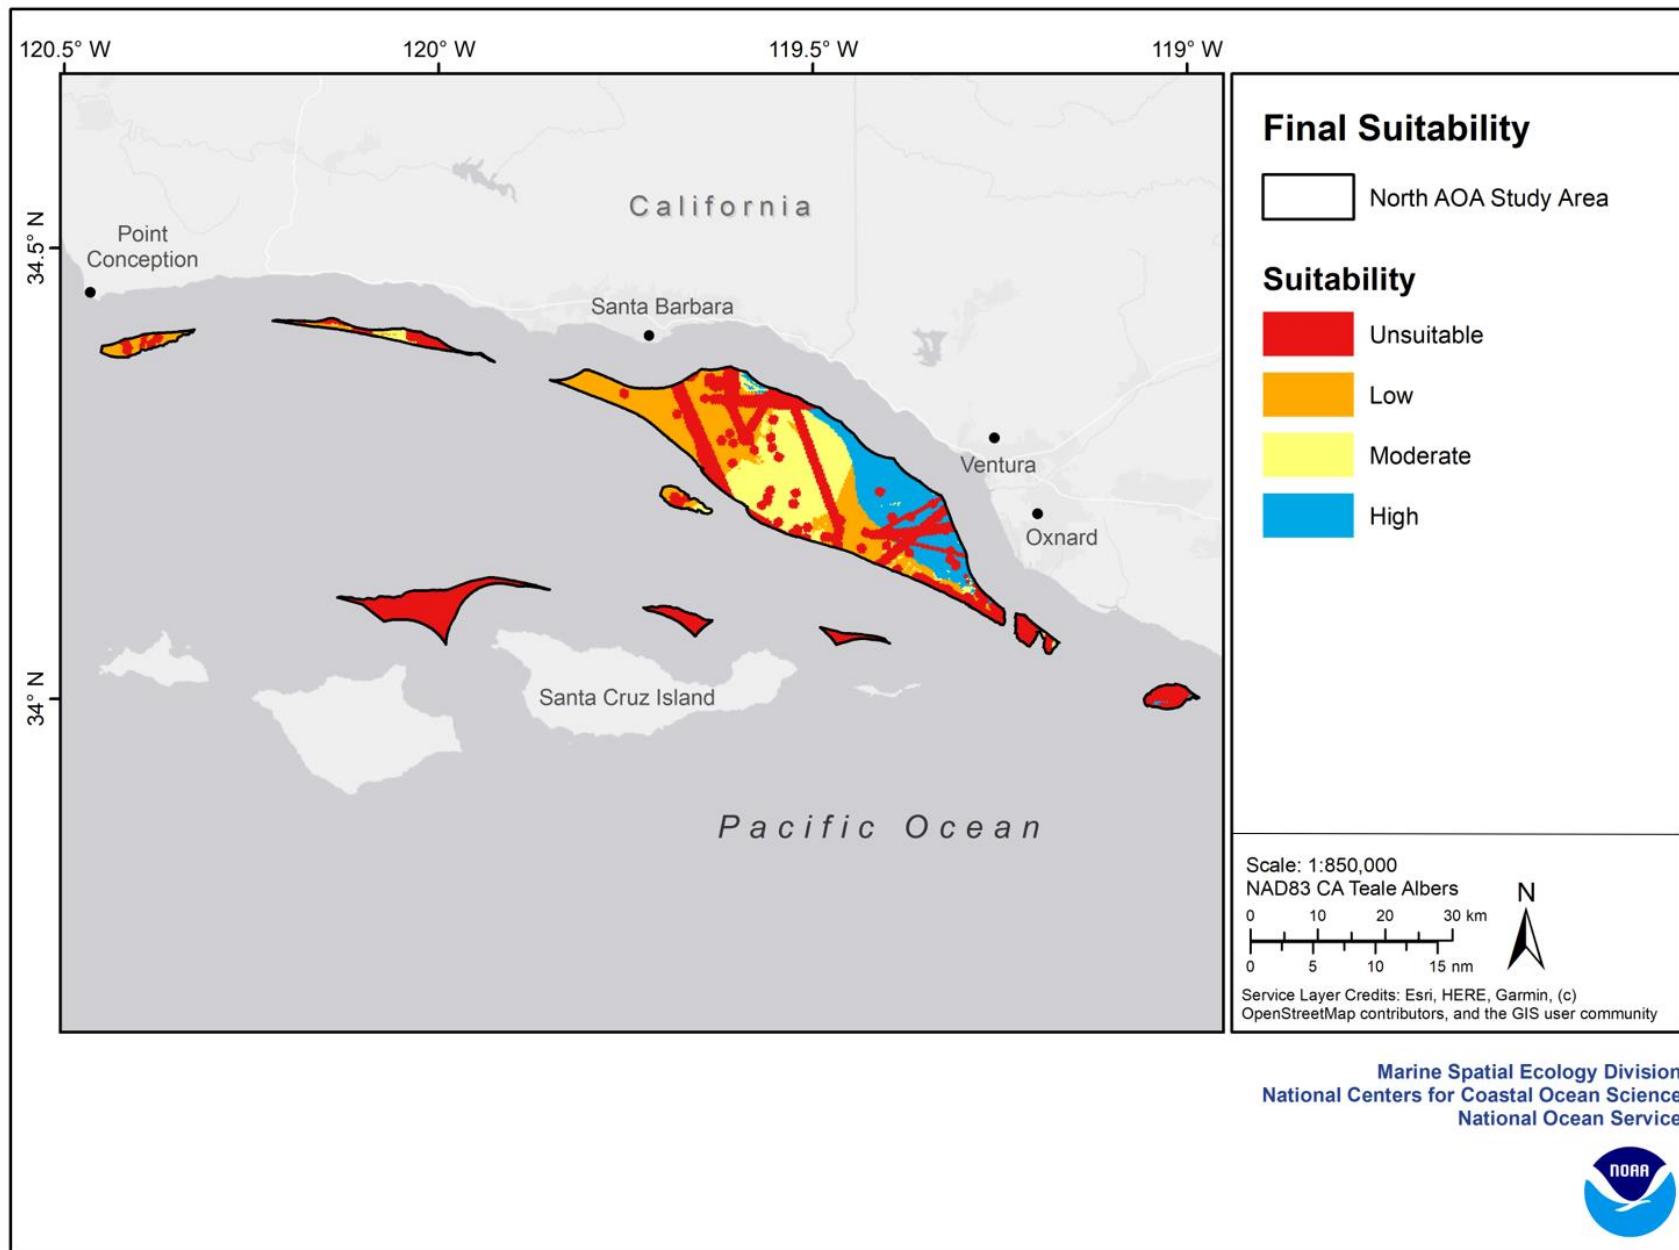 120.5° W
120° W
119.5° W
119° W
34.5° N
34° N
California
Point
Conception
Santa Barbara
Ventura
Oxnard
Santa Cruz Island
Pacific Ocean
Final Suitability
North AOA Study Area
Suitability
Unsuitable
Low
Moderate
High
Scale: 1:850,000
NAD83 CA Teale Albers
0 10 20 30 km
0 5 10 15 nm
N
Service Layer Credits: Esri, HERE, Garmin, (c)
OpenStreetMap contributors, and the GIS user community
Marine Spatial Ecology Division
National Centers for Coastal Ocean Science
National Ocean Service
NOAA